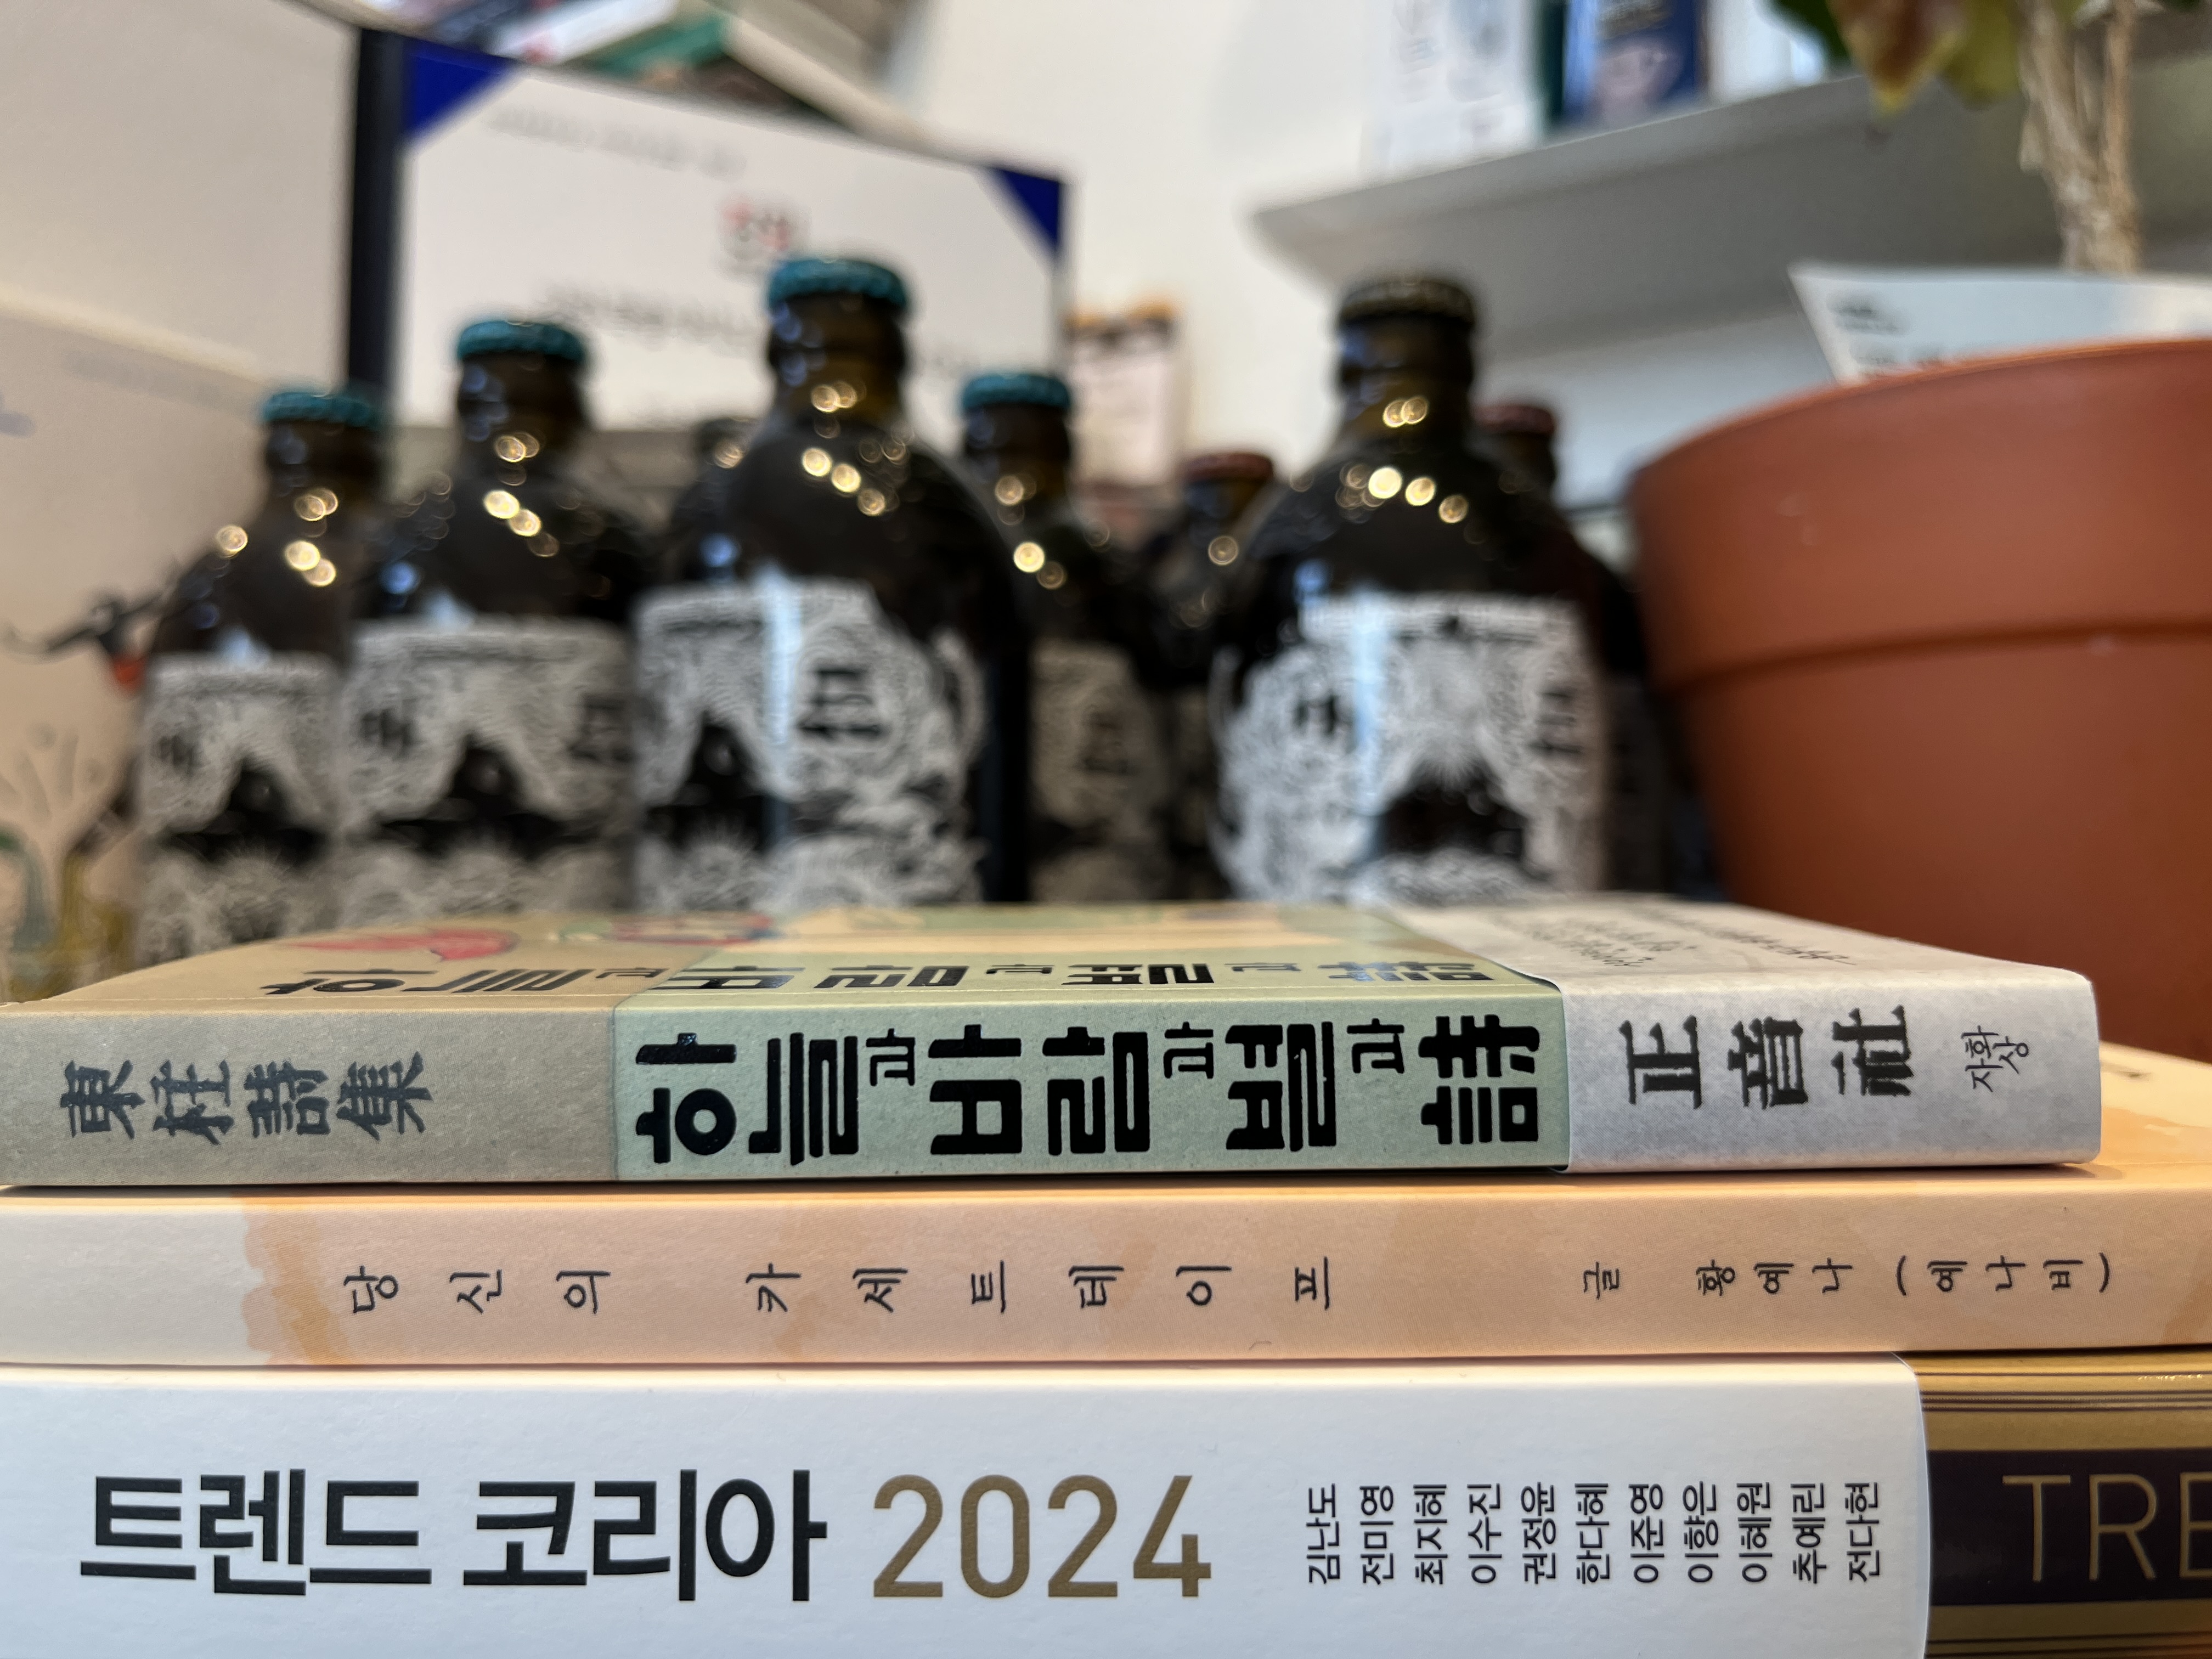 東柱詩集
하늘과 바람과 별과 詩
正音社
자화상
당신의 카세트테이프
글 황예나 (예나비)
트렌드 코리아 2024
김난도
전미영
최지혜
이수진
권정윤
한다혜
이준영
이향은
이혜원
추예린
전다현
TRE